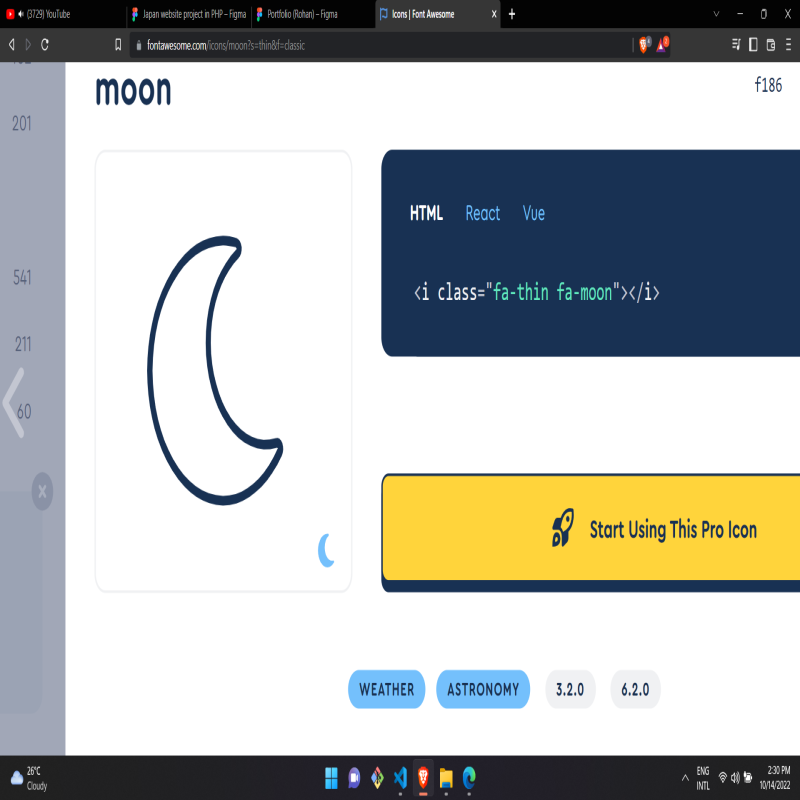 (3729) YouTube
Japan website project in PHP – Figma
Portfolio (Rohan) – Figma
Icons | Font Awesome
fontawesome.com/icons/moon?s=thin&f=classic
moon
f186
201
541
211
60
HTML React Vue
<i class="fa-thin fa-moon"></i>
Start Using This Pro Icon
WEATHER ASTRONOMY 3.2.0 6.2.0
26°C
Cloudy
ENG
INTL
2:30 PM
10/14/2022